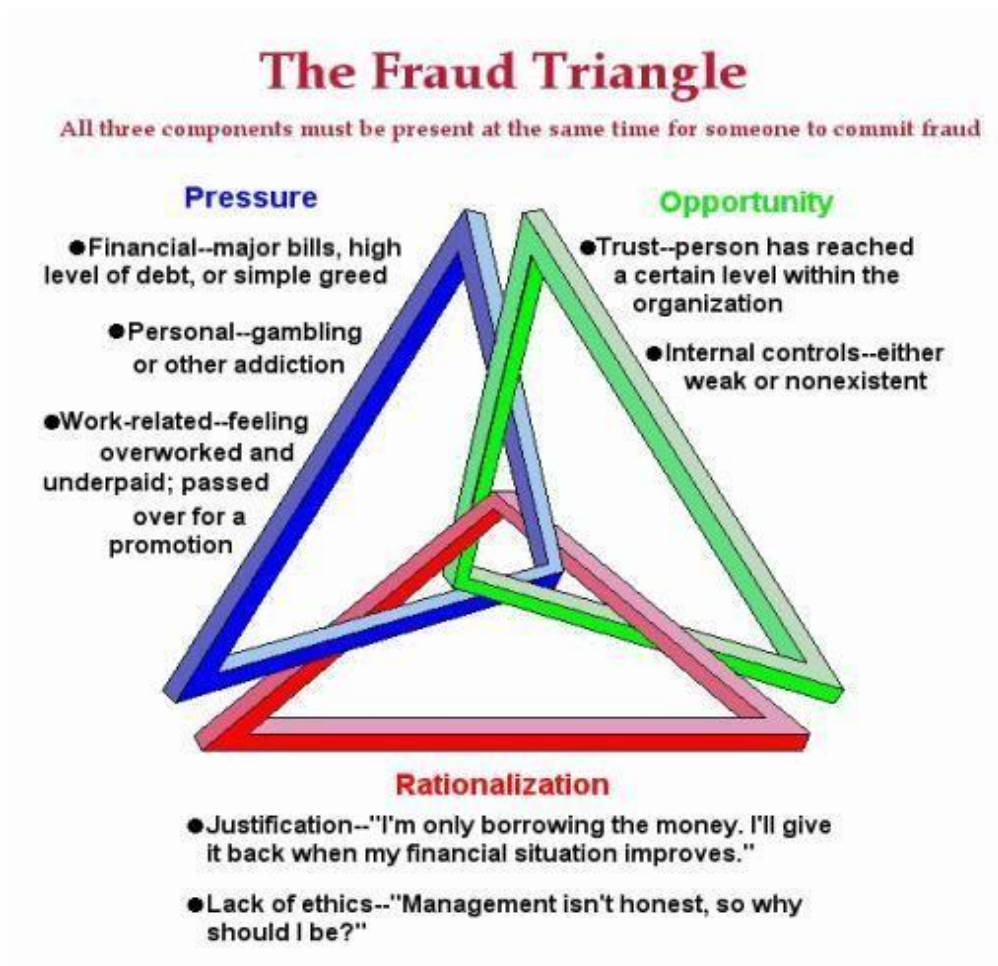 The Fraud Triangle
All three components must be present at the same time for someone to commit fraud
Pressure
●Financial--major bills, high
level of debt, or simple greed
●Personal--gambling
or other addiction
●Work-related--feeling
overworked and
underpaid; passed
over for a
promotion
Opportunity
●Trust--person has reached
a certain level within the
organization
●Internal controls--either
weak or nonexistent
Rationalization
●Justification--"I'm only borrowing the money. I'll give
it back when my financial situation improves."
●Lack of ethics--"Management isn't honest, so why
should I be?"